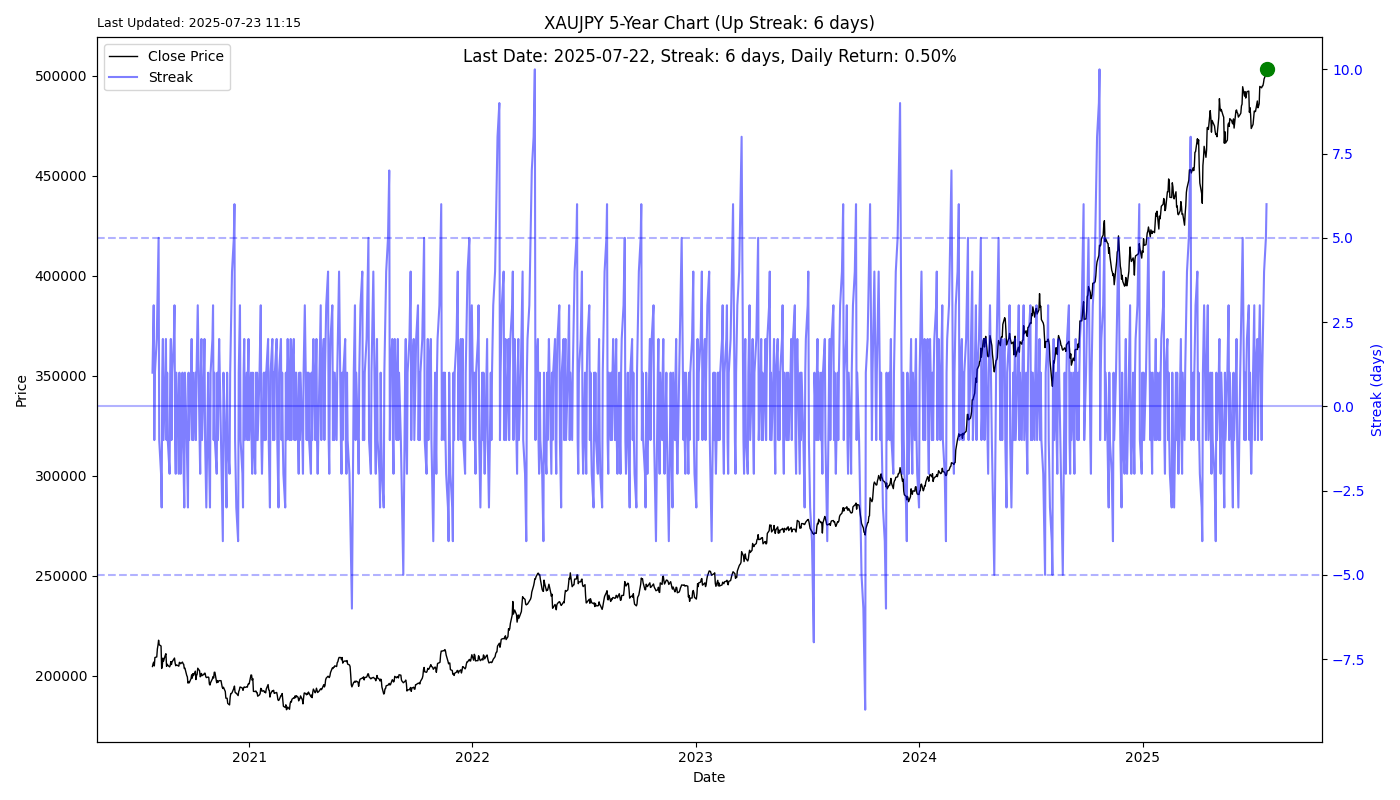 Last Updated: 2025-07-23 11:15
XAUJPY 5-Year Chart (Up Streak: 6 days)
Last Date: 2025-07-22, Streak: 6 days, Daily Return: 0.50%
Close Price
Streak
500000
450000
400000
350000
300000
250000
200000
Price
10.0
7.5
5.0
2.5
0.0
−2.5
−5.0
−7.5
Streak (days)
2021
2022
2023
2024
2025
Date